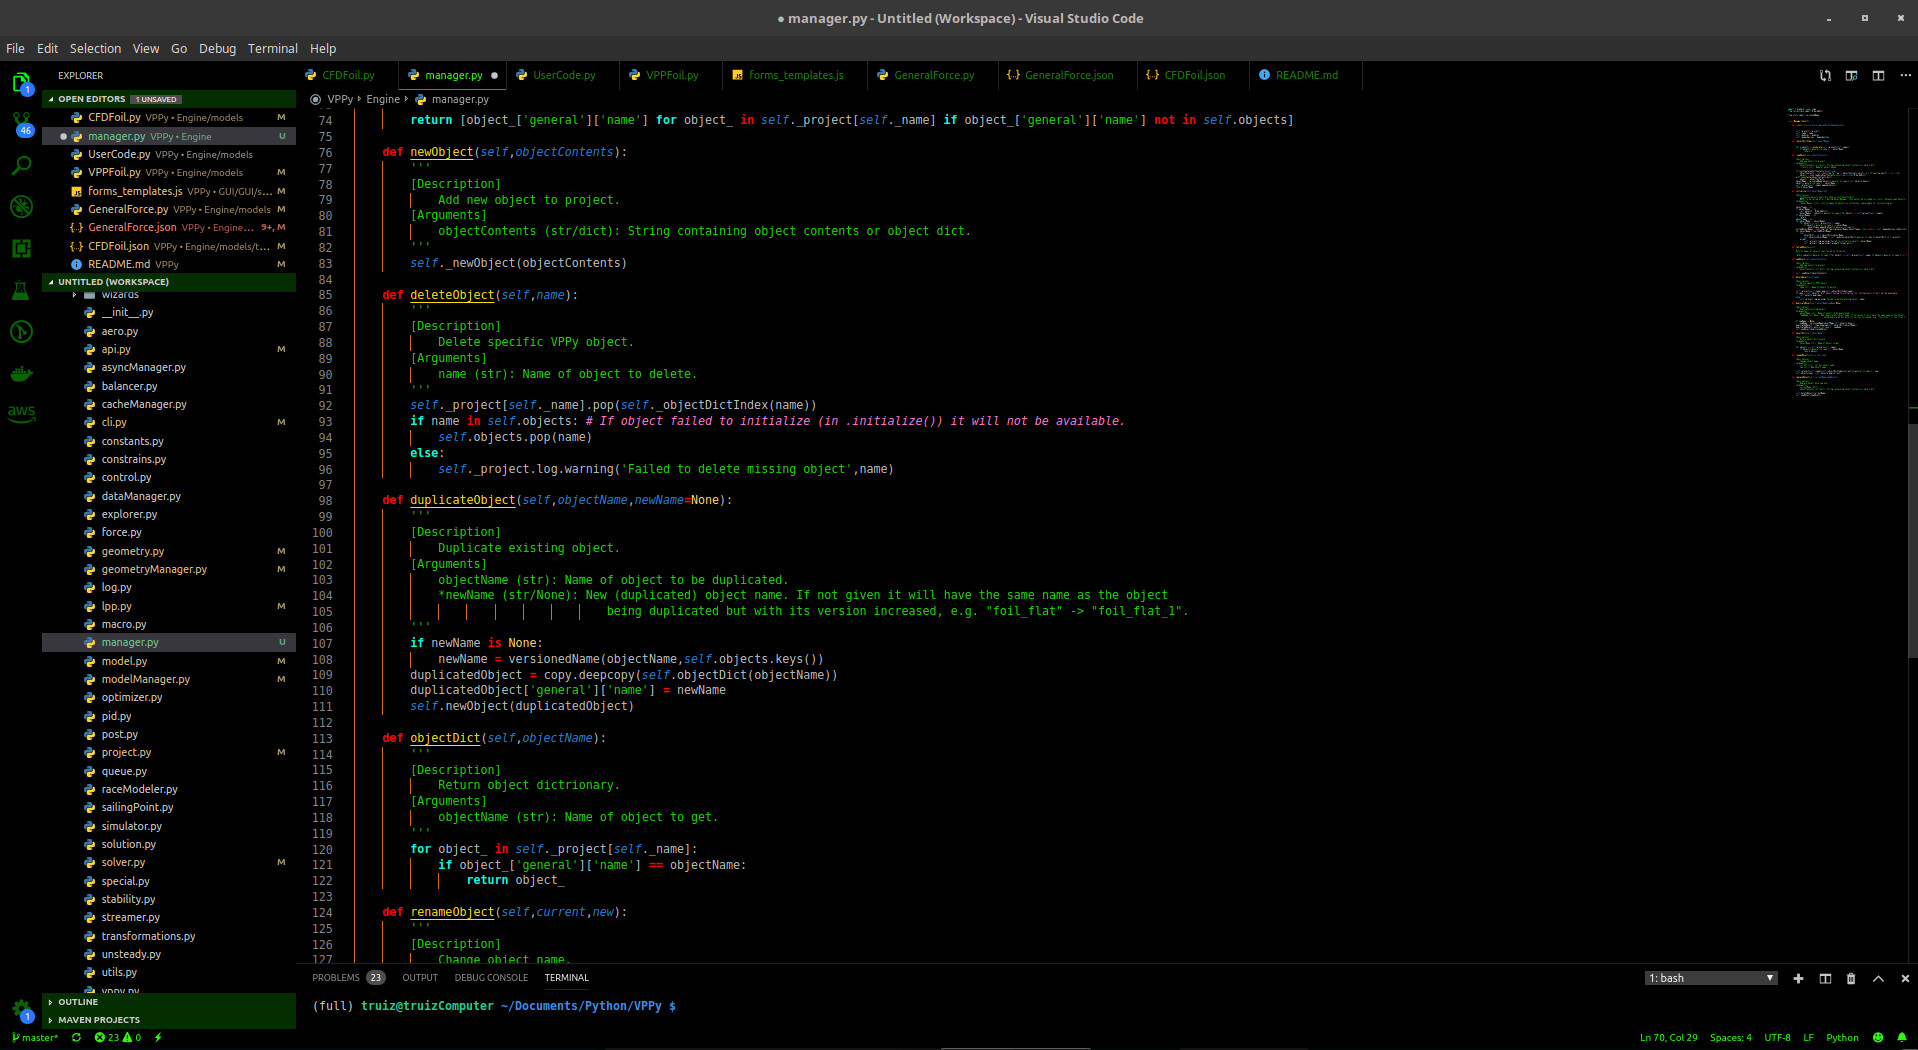 ● manager.py - Untitled (Workspace) - Visual Studio Code
File Edit Selection View Go Debug Terminal Help
EXPLORER
OPEN EDITORS 1 UNSAVED
CFDFoil.py VPPy • Engine/models M
manager.py VPPy • Engine U
UserCode.py VPPy • Engine/models
VPPFoil.py VPPy • Engine/models M
forms_templates.js VPPy • GUI/GUI/s... M
GeneralForce.py VPPy • Engine/models M
GeneralForce.json VPPy • Engine... 9+, M
CFDFoil.json VPPy • Engine/models/t... M
README.md VPPy
UNTITLED (WORKSPACE)
wizards
__init__.py
aero.py
api.py M
asyncManager.py
balancer.py
cacheManager.py
cli.py M
constants.py
constrains.py
control.py
dataManager.py
explorer.py
force.py
geometry.py M
geometryManager.py M
log.py
lpp.py M
macro.py
manager.py U
model.py M
modelManager.py M
optimizer.py
pid.py
post.py
project.py M
queue.py
raceModeler.py
sailingPoint.py
simulator.py
solution.py
solver.py M
special.py
stability.py
streamer.py
transformations.py
unsteady.py
utils.py
vppy.py
OUTLINE
MAVEN PROJECTS
1
46
aws
1
CFDFoil.py manager.py UserCode.py VPPFoil.py forms_templates.js GeneralForce.py GeneralForce.json CFDFoil.json README.md
VPPy Engine manager.py
74 return [object_['general']['name'] for object_ in self._project[self._name] if object_['general']['name'] not in self.objects]
75
76 def newObject(self,objectContents):
77 '''
78 [Description]
79 Add new object to project.
80 [Arguments]
81 objectContents (str/dict): String containing object contents or object dict.
82 '''
83 self._newObject(objectContents)
84
85 def deleteObject(self,name):
86 '''
87 [Description]
88 Delete specific VPPy object.
89 [Arguments]
90 name (str): Name of object to delete.
91 '''
92 self._project[self._name].pop(self._objectDictIndex(name))
93 if name in self.objects: # If object failed to initialize (in .initialize()) it will not be available.
94 self.objects.pop(name)
95 else:
96 self._project.log.warning('Failed to delete missing object',name)
97
98 def duplicateObject(self,objectName,newName=None):
99 '''
100 [Description]
101 Duplicate existing object.
102 [Arguments]
103 objectName (str): Name of object to be duplicated.
104 *newName (str/None): New (duplicated) object name. If not given it will have the same name as the object
105 being duplicated but with its version increased, e.g. "foil_flat" -> "foil_flat_1".
106 '''
107 if newName is None:
108 newName = versionedName(objectName,self.objects.keys())
109 duplicatedObject = copy.deepcopy(self.objectDict(objectName))
110 duplicatedObject['general']['name'] = newName
111 self.newObject(duplicatedObject)
112
113 def objectDict(self,objectName):
114 '''
115 [Description]
116 Return object dictrionary.
117 [Arguments]
118 objectName (str): Name of object to get.
119 '''
120 for object_ in self._project[self._name]:
121 if object_['general']['name'] == objectName:
122 return object_
123
124 def renameObject(self,current,new):
125 '''
126 [Description]
127 Change object name.
PROBLEMS 23 OUTPUT DEBUG CONSOLE TERMINAL 1: bash
(full) truiz@truizComputer ~/Documents/Python/VPPy $
master* 23 0 Ln 70, Col 29 Spaces: 4 UTF-8 LF Python